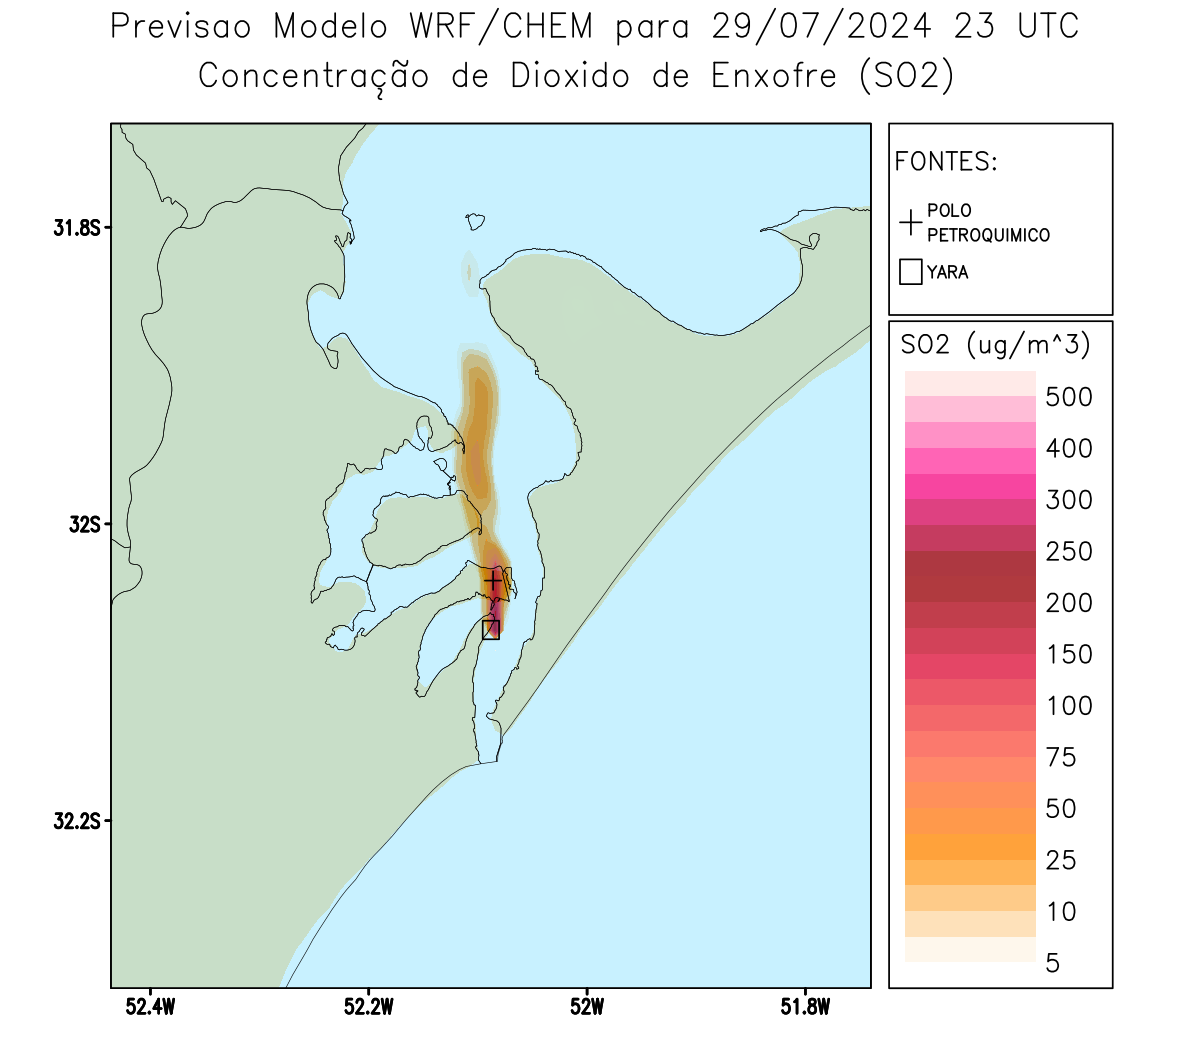 Previsao Modelo WRF/CHEM para 29/07/2024 23 UTC
Concentração de Dioxido de Enxofre (SO2)
FONTES:
POLO
PETROQUIMICO
YARA
31.8S
32S
32.2S
52.4W
52.2W
52W
51.8W
SO2 (ug/m^3)
500
400
300
250
200
150
100
75
50
25
10
5